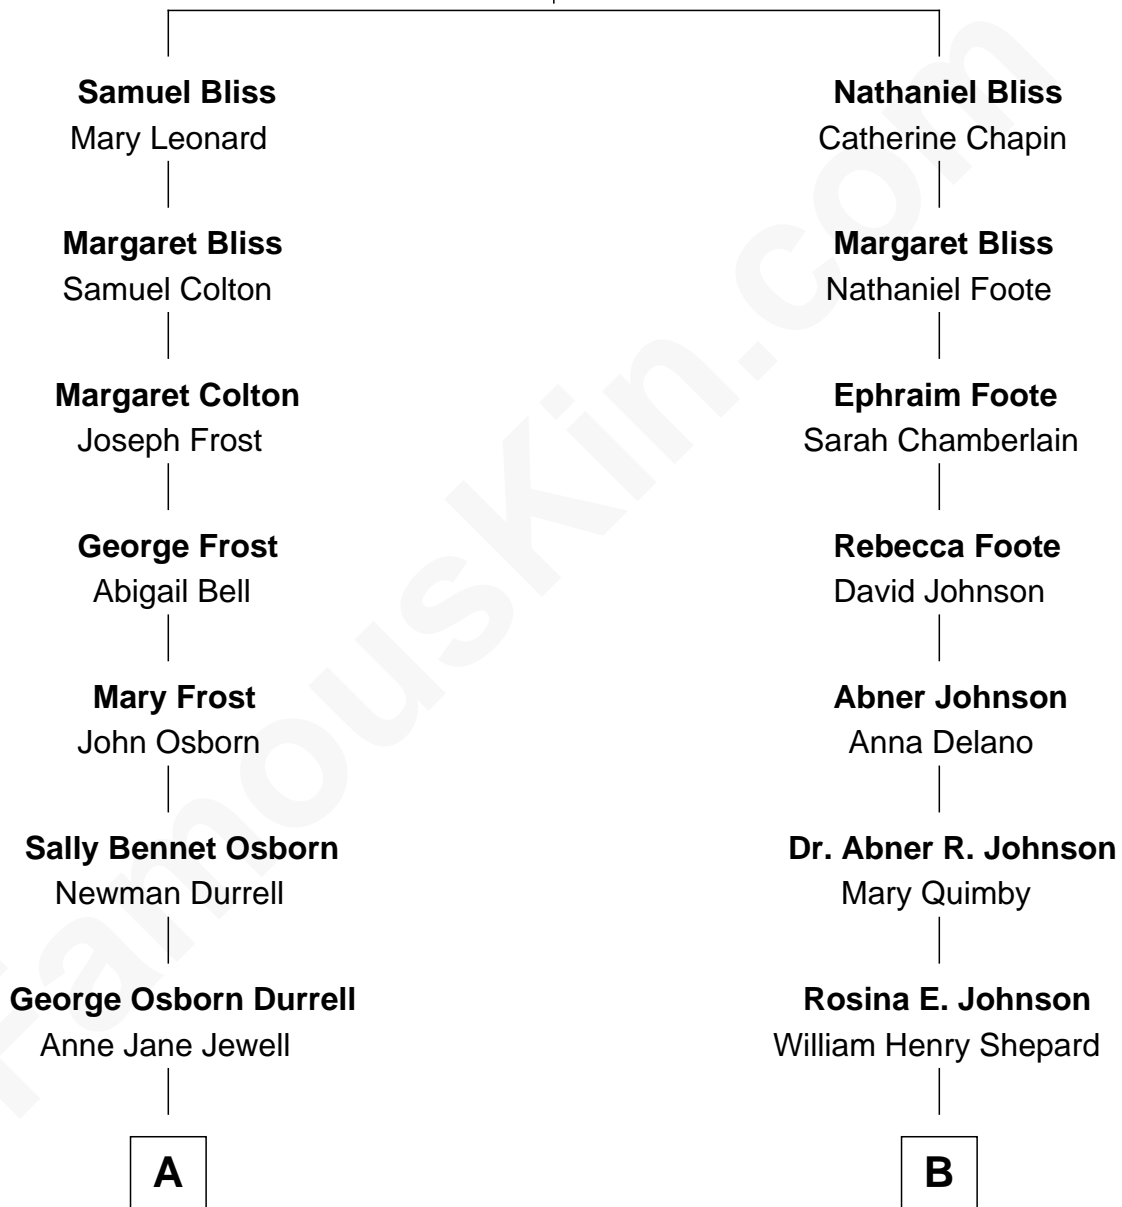 Samuel Bliss
Mary Leonard
Margaret Bliss
Samuel Colton
Margaret Colton
Joseph Frost
George Frost
Abigail Bell
Mary Frost
John Osborn
Sally Bennet Osborn
Newman Durrell
George Osborn Durrell
Anne Jane Jewell
A
Nathaniel Bliss
Catherine Chapin
Margaret Bliss
Nathaniel Foote
Ephraim Foote
Sarah Chamberlain
Rebecca Foote
David Johnson
Abner Johnson
Anna Delano
Dr. Abner R. Johnson
Mary Quimby
Rosina E. Johnson
William Henry Shepard
B
FamousKin.com